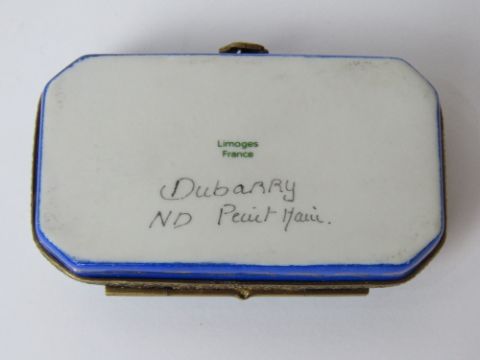 Limoges
France
Dubarry
ND Peint Main.